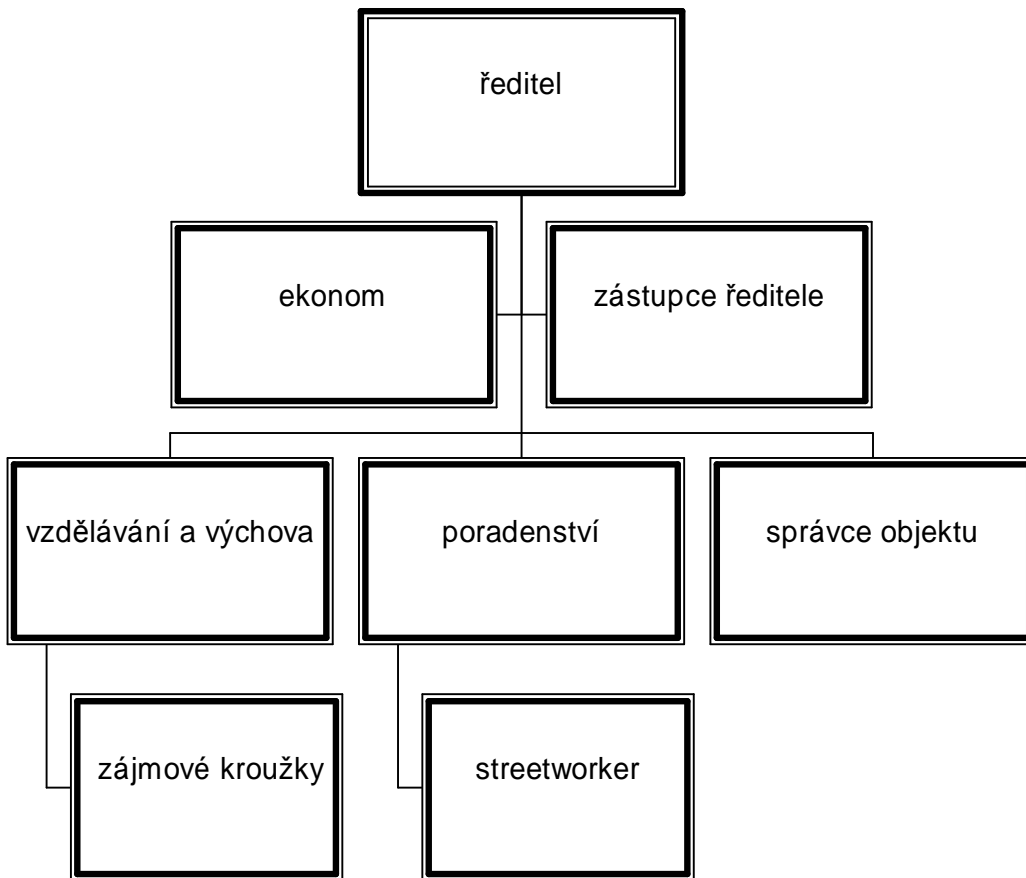 ředitel
ekonom
zástupce ředitele
vzdělávání a výchova
poradenství
správce objektu
zájmové kroužky
streetworker